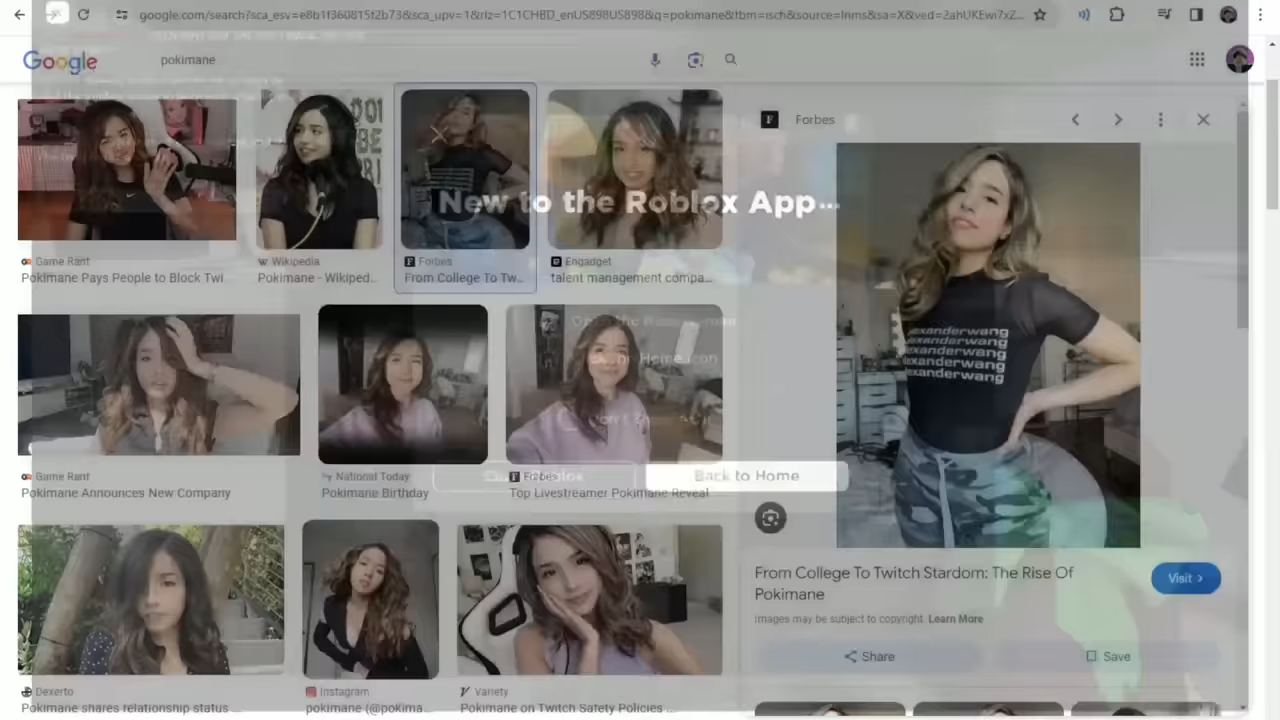 google.com/search?sca_esv=e8b1f360815f2b73&sca_upv=1&rlz=1C1CHBD_enUS898US898&q=pokimane&tbm=isch&source=lnms&sa=X&ved=2ahUKEwi7xZ...
Google
pokimane
F Forbes
New to the Roblox App...
alexanderwang
alexanderwang
alexanderwang
alexanderwang
Game Rant
Pokimane Pays People to Block Twi...
W Wikipedia
Pokimane - Wikiped...
F Forbes
From College To Tw...
Engadget
talent management compa...
Home icon
Back to Home
Game Rant
Pokimane Announces New Company
National Today
Pokimane Birthday
F Forbes
Top Livestreamer Pokimane Reveal...
From College To Twitch Stardom: The Rise Of
Pokimane
Visit >
Images may be subject to copyright. Learn More
Share
Save
Dexerto
Pokimane shares relationship status ...
Instagram
pokimane (@pokima...
Variety
Pokimane on Twitch Safety Policies ...